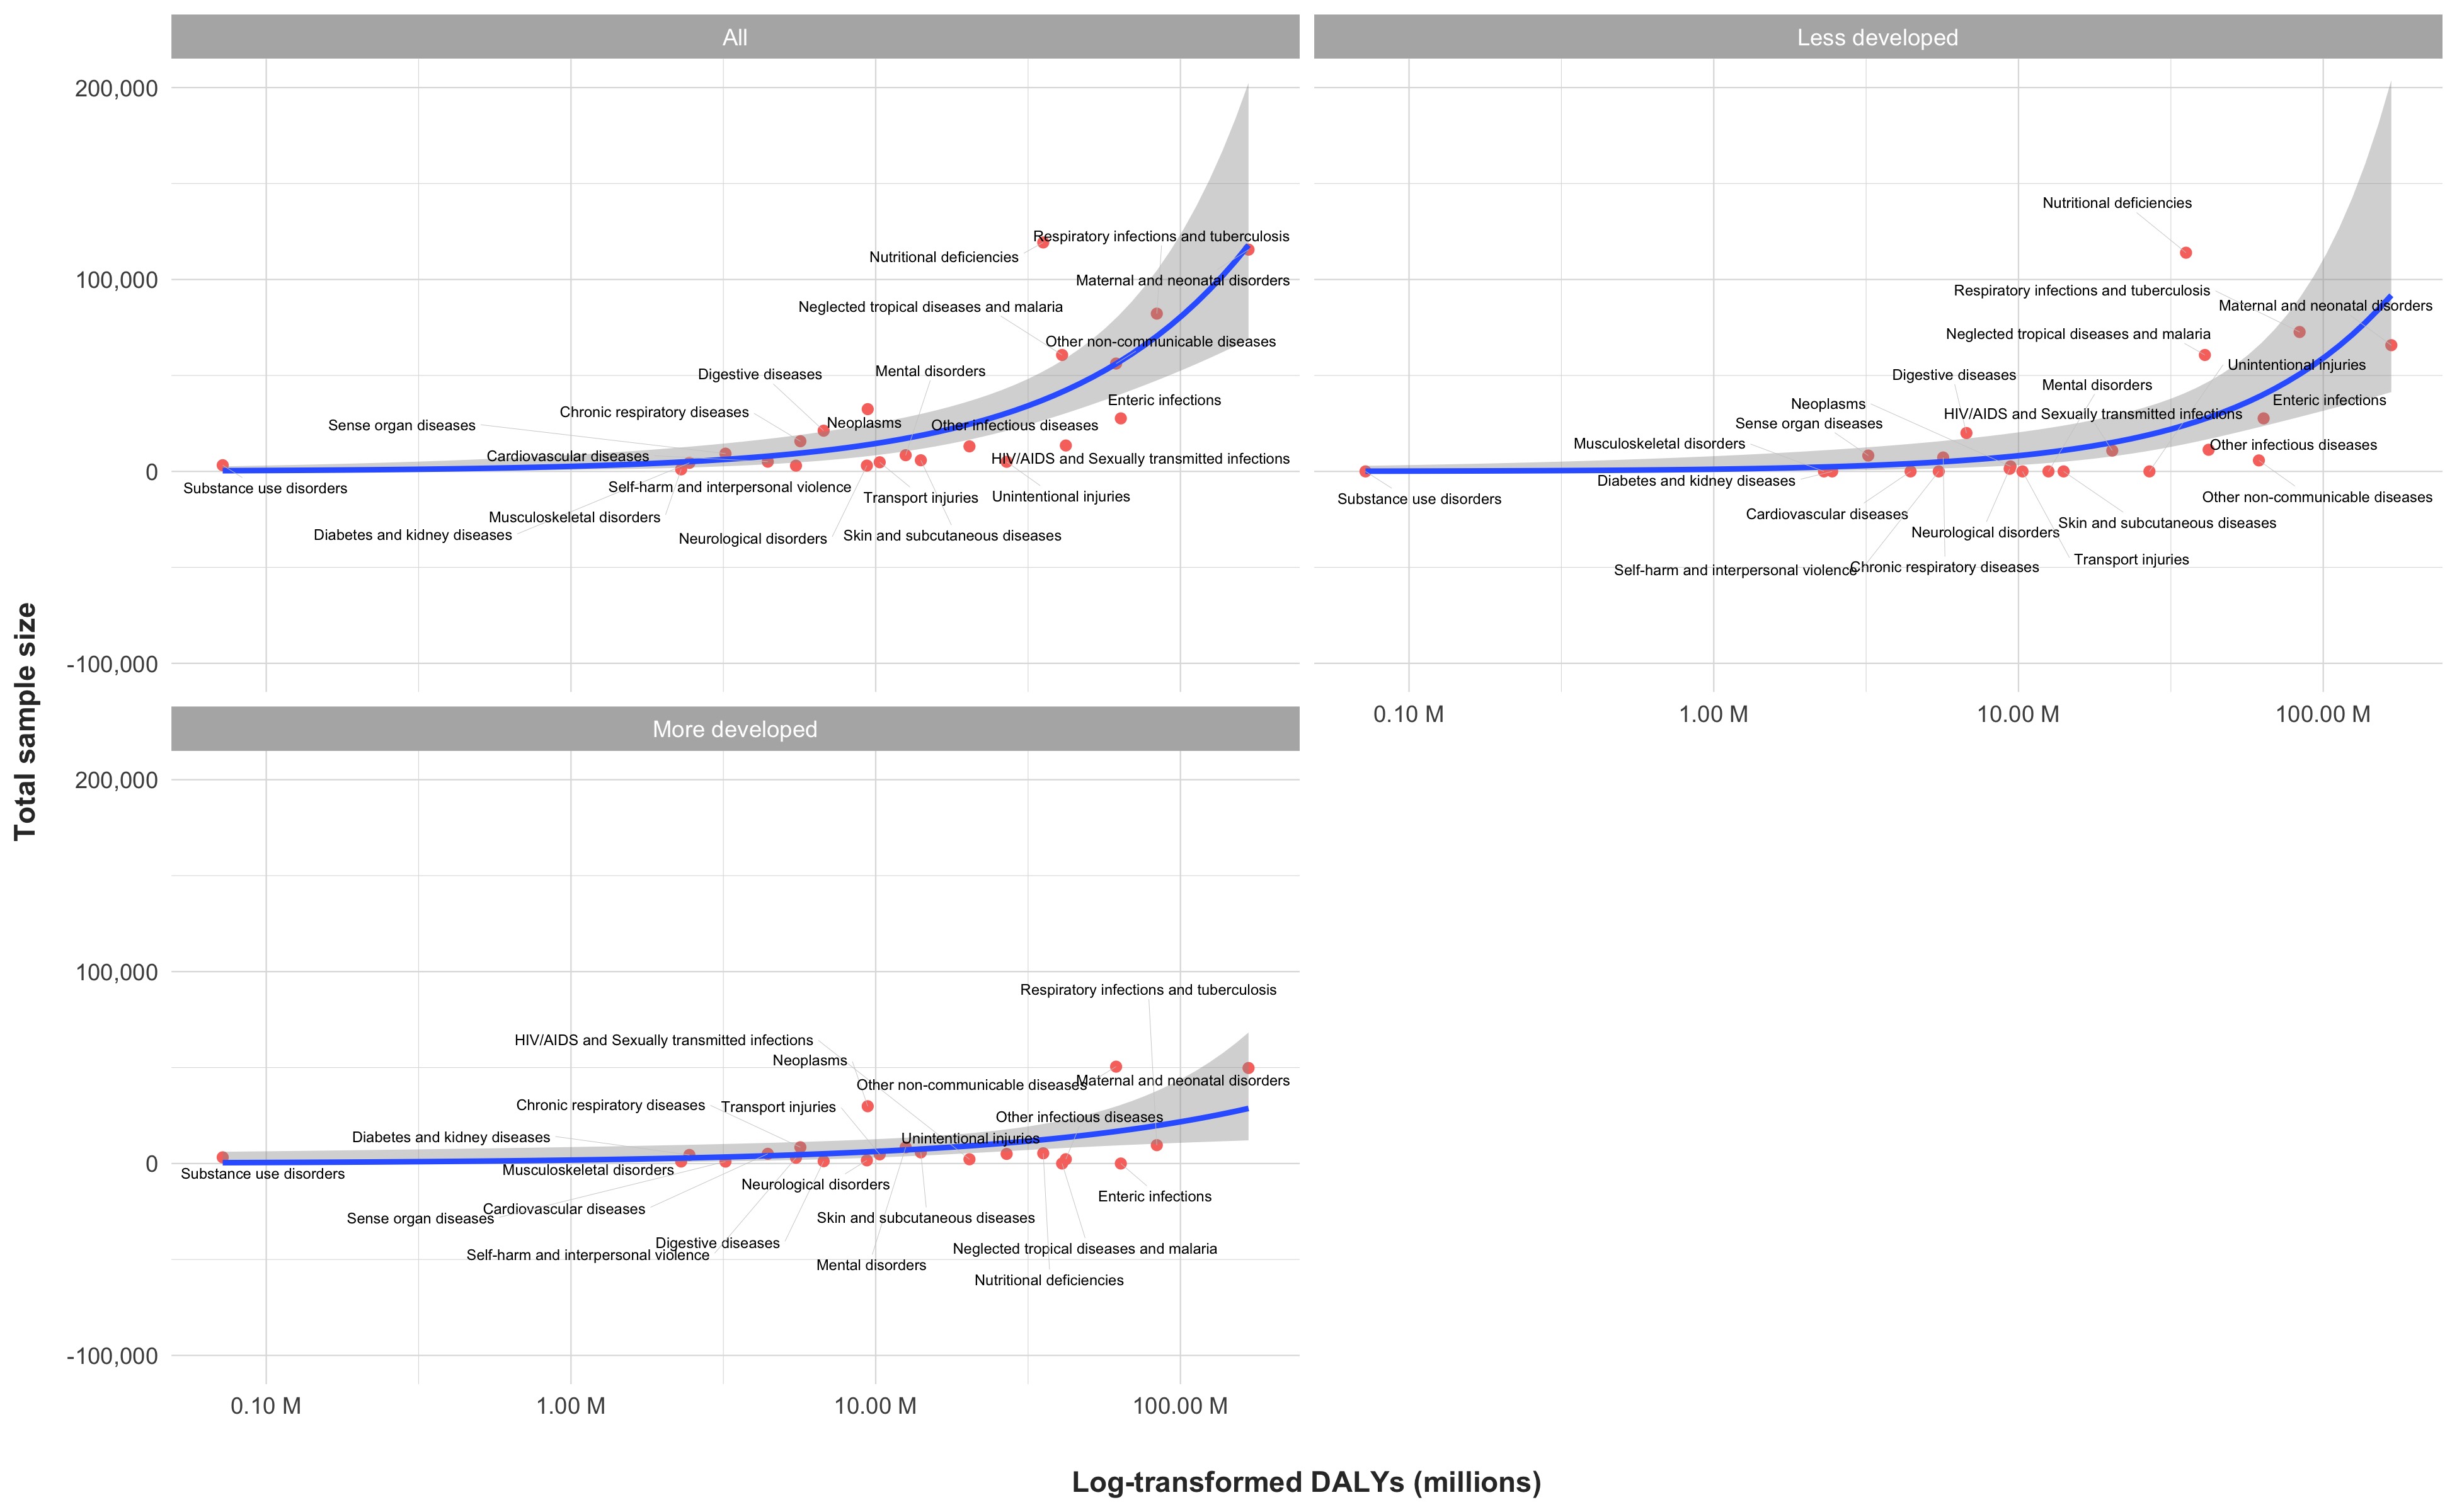 All
Less developed
200,000
100,000
0
-100,000
Respiratory infections and tuberculosis
Nutritional deficiencies
Maternal and neonatal disorders
Neglected tropical diseases and malaria
Other non-communicable diseases
Digestive diseases
Mental disorders
Enteric infections
Chronic respiratory diseases
Neoplasms
Sense organ diseases
Other infectious diseases
Cardiovascular diseases
HIV/AIDS and Sexually transmitted infections
Substance use disorders
Self-harm and interpersonal violence
Transport injuries
Unintentional injuries
Musculoskeletal disorders
Diabetes and kidney diseases
Neurological disorders
Skin and subcutaneous diseases
Nutritional deficiencies
Respiratory infections and tuberculosis
Maternal and neonatal disorders
Neglected tropical diseases and malaria
Unintentional injuries
Digestive diseases
Mental disorders
Enteric infections
Neoplasms
HIV/AIDS and Sexually transmitted infections
Sense organ diseases
Musculoskeletal disorders
Other infectious diseases
Diabetes and kidney diseases
Substance use disorders
Other non-communicable diseases
Cardiovascular diseases
Skin and subcutaneous diseases
Neurological disorders
Transport injuries
Self-harm and interpersonal violence
Chronic respiratory diseases
0.10 M
1.00 M
10.00 M
100.00 M
More developed
200,000
100,000
0
-100,000
Respiratory infections and tuberculosis
HIV/AIDS and Sexually transmitted infections
Neoplasms
Other non-communicable diseases
Maternal and neonatal disorders
Chronic respiratory diseases
Transport injuries
Other infectious diseases
Diabetes and kidney diseases
Unintentional injuries
Substance use disorders
Musculoskeletal disorders
Neurological disorders
Enteric infections
Cardiovascular diseases
Sense organ diseases
Skin and subcutaneous diseases
Digestive diseases
Self-harm and interpersonal violence
Neglected tropical diseases and malaria
Mental disorders
Nutritional deficiencies
0.10 M
1.00 M
10.00 M
100.00 M
Total sample size
Log-transformed DALYs (millions)